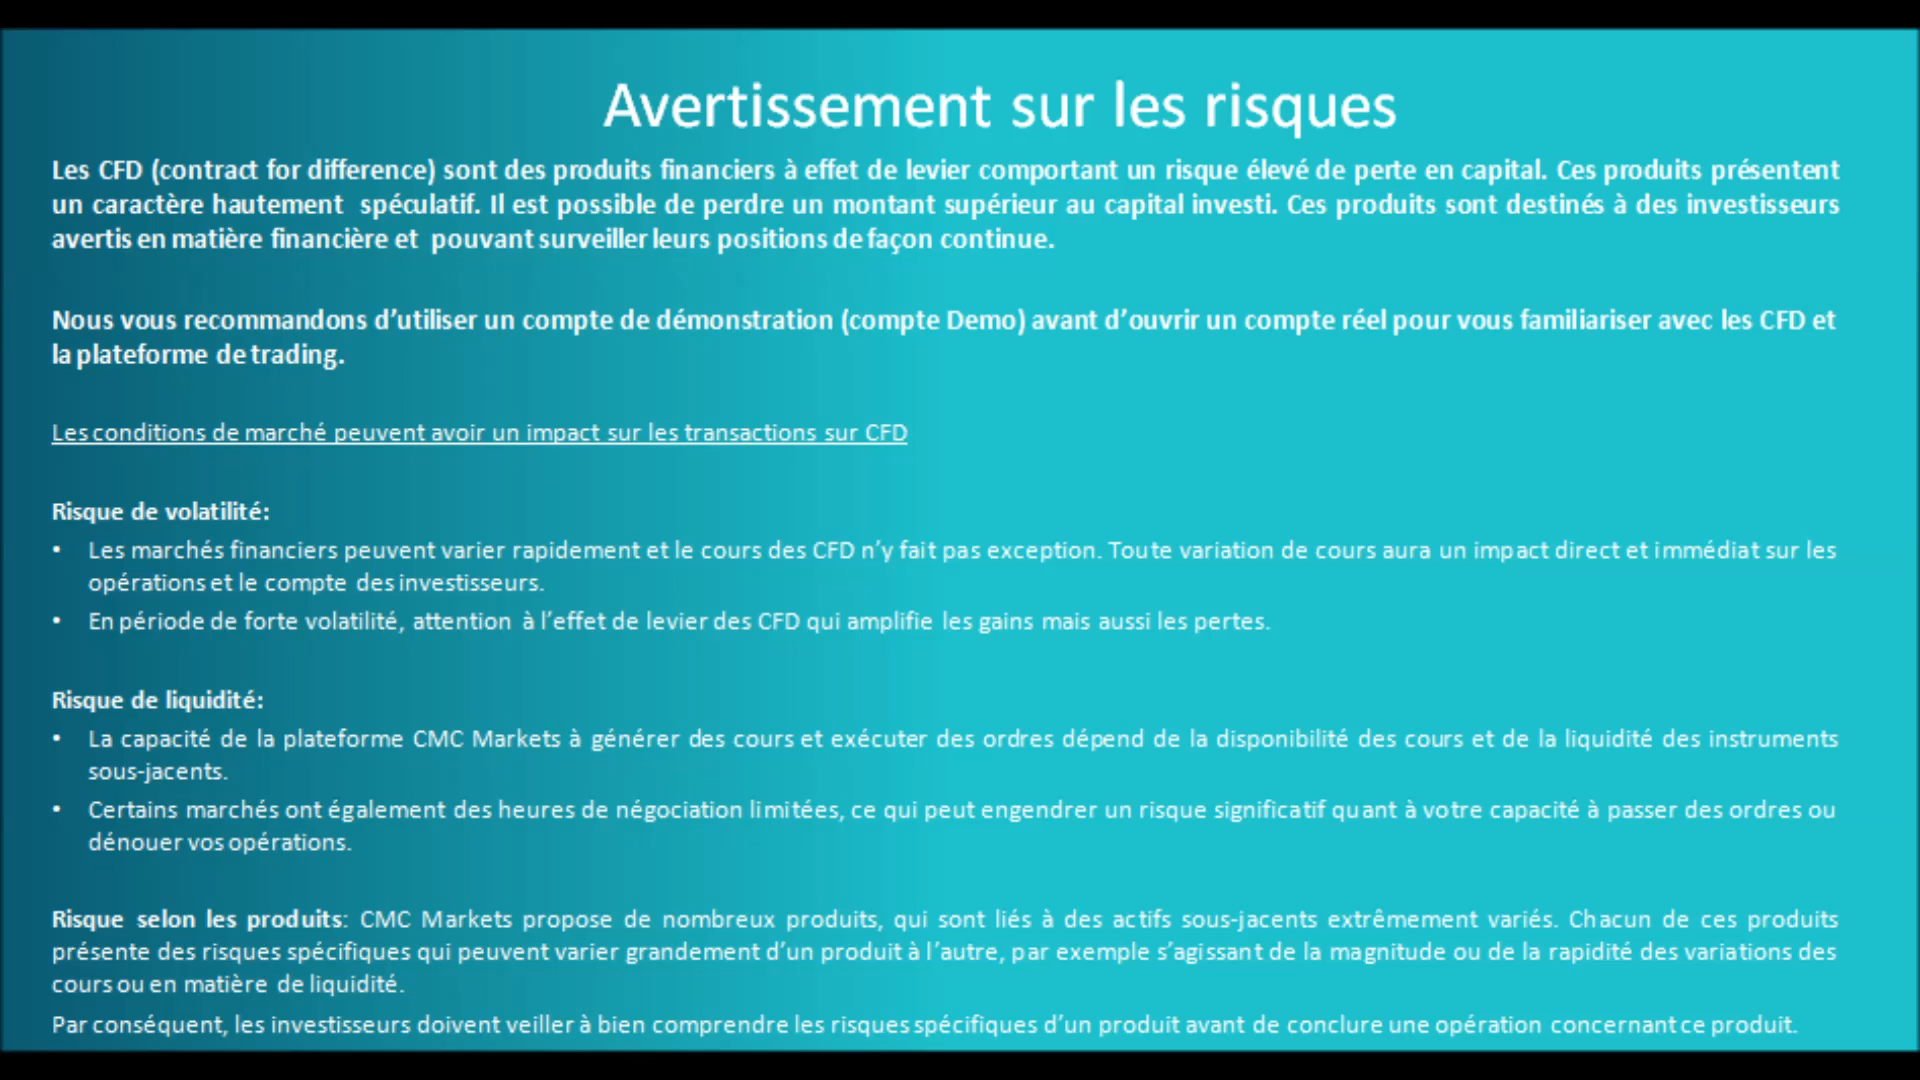 Avertissement sur les risques
Les CFD (contract for difference) sont des produits financiers à effet de levier comportant un risque élevé de perte en capital. Ces produits présentent
un caractère hautement spéculatif. Il est possible de perdre un montant supérieur au capital investi. Ces produits sont destinés à des investisseurs
avertis en matière financière et pouvant surveiller leurs positions de façon continue.
Nous vous recommandons d’utiliser un compte de démonstration (compte Demo) avant d’ouvrir un compte réel pour vous familiariser avec les CFD et
la plateforme de trading.
Les conditions de marché peuvent avoir un impact sur les transactions sur CFD
Risque de volatilité:
• Les marchés financiers peuvent varier rapidement et le cours des CFD n’y fait pas exception. Toute variation de cours aura un impact direct et immédiat sur les
opérations et le compte des investisseurs.
• En période de forte volatilité, attention à l’effet de levier des CFD qui amplifie les gains mais aussi les pertes.
Risque de liquidité:
• La capacité de la plateforme CMC Markets à générer des cours et exécuter des ordres dépend de la disponibilité des cours et de la liquidité des instruments
sous-jacents.
• Certains marchés ont également des heures de négociation limitées, ce qui peut engendrer un risque significatif quant à votre capacité à passer des ordres ou
dénouer vos opérations.
Risque selon les produits: CMC Markets propose de nombreux produits, qui sont liés à des actifs sous-jacents extrêmement variés. Chacun de ces produits
présente des risques spécifiques qui peuvent varier grandement d’un produit à l’autre, par exemple s’agissant de la magnitude ou de la rapidité des variations des
cours ou en matière de liquidité.
Par conséquent, les investisseurs doivent veiller à bien comprendre les risques spécifiques d’un produit avant de conclure une opération concernant ce produit.